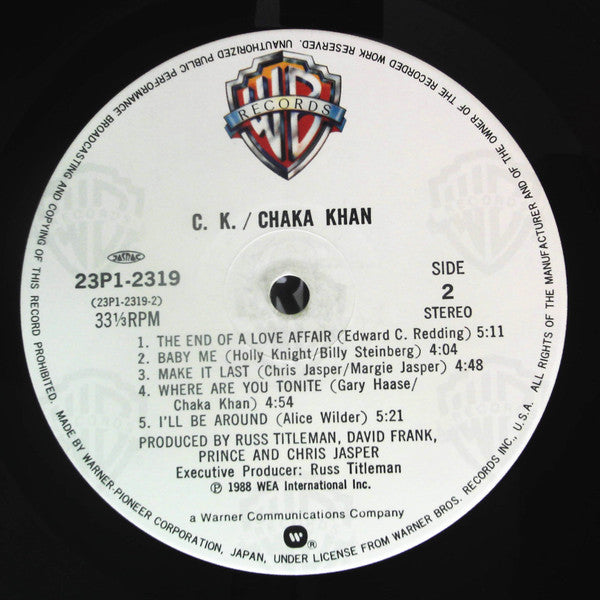 WB
RECORDS
C. K. / CHAKA KHAN
JASRAC
23P1-2319
(23P1-2319-2)
33⅓RPM
SIDE
2
STEREO
1. THE END OF A LOVE AFFAIR (Edward C. Redding) 5:11
2. BABY ME (Holly Knight/Billy Steinberg) 4:04
3. MAKE IT LAST (Chris Jasper/Margie Jasper) 4:48
4. WHERE ARE YOU TONITE (Gary Haase/
Chaka Khan) 4:54
5. I'LL BE AROUND (Alice Wilder) 5:21
PRODUCED BY RUSS TITLEMAN, DAVID FRANK,
PRINCE AND CHRIS JASPER
Executive Producer: Russ Titleman
℗ 1988 WEA International Inc.
a Warner Communications Company
W ®
MADE BY WARNER-PIONEER CORPORATION, JAPAN, UNDER LICENSE FROM WARNER BROS. RECORDS INC., U.S.A. ALL RIGHTS OF THE MANUFACTURER AND OF THE OWNER OF THE RECORDED WORK RESERVED. UNAUTHORIZED PUBLIC PERFORMANCE BROADCASTING AND COPYING OF THIS RECORD PROHIBITED.